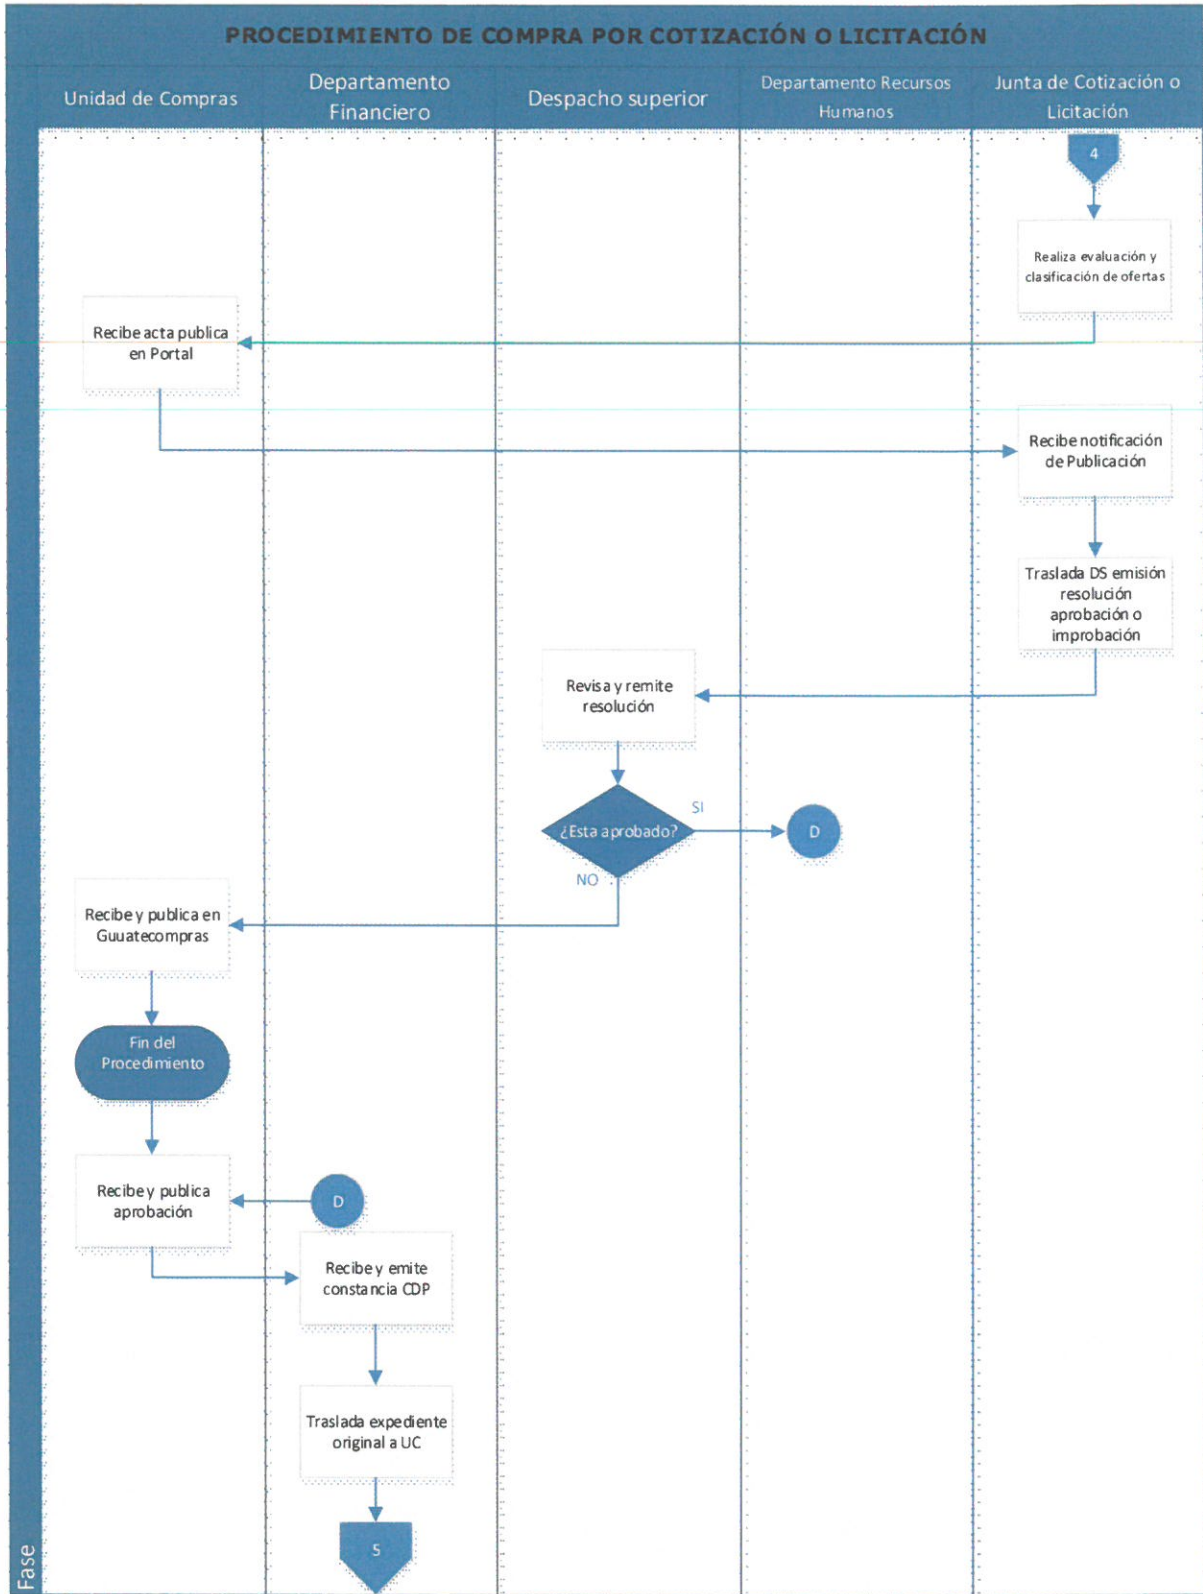 PROCEDIMIENTO DE COMPRA POR COTIZACIÓN O LICITACIÓN
Unidad de Compras
Departamento
Financiero
Despacho superior
Departamento Recursos
Humanos
Junta de Cotización o
Licitación
4
Realiza evaluación y
clasificación de ofertas
Recibe acta publica
en Portal
Recibe notificación
de Publicación
Traslada DS emisión
resolución
aprobación o
improbación
Revisa y remite
resolución
¿Esta aprobado?
SI
D
NO
Recibe y publica en
Guuatecompras
Fin del
Procedimiento
Recibe y publica
aprobación
D
Recibe y emite
constancia CDP
Traslada expediente
original a UC
5
Fase